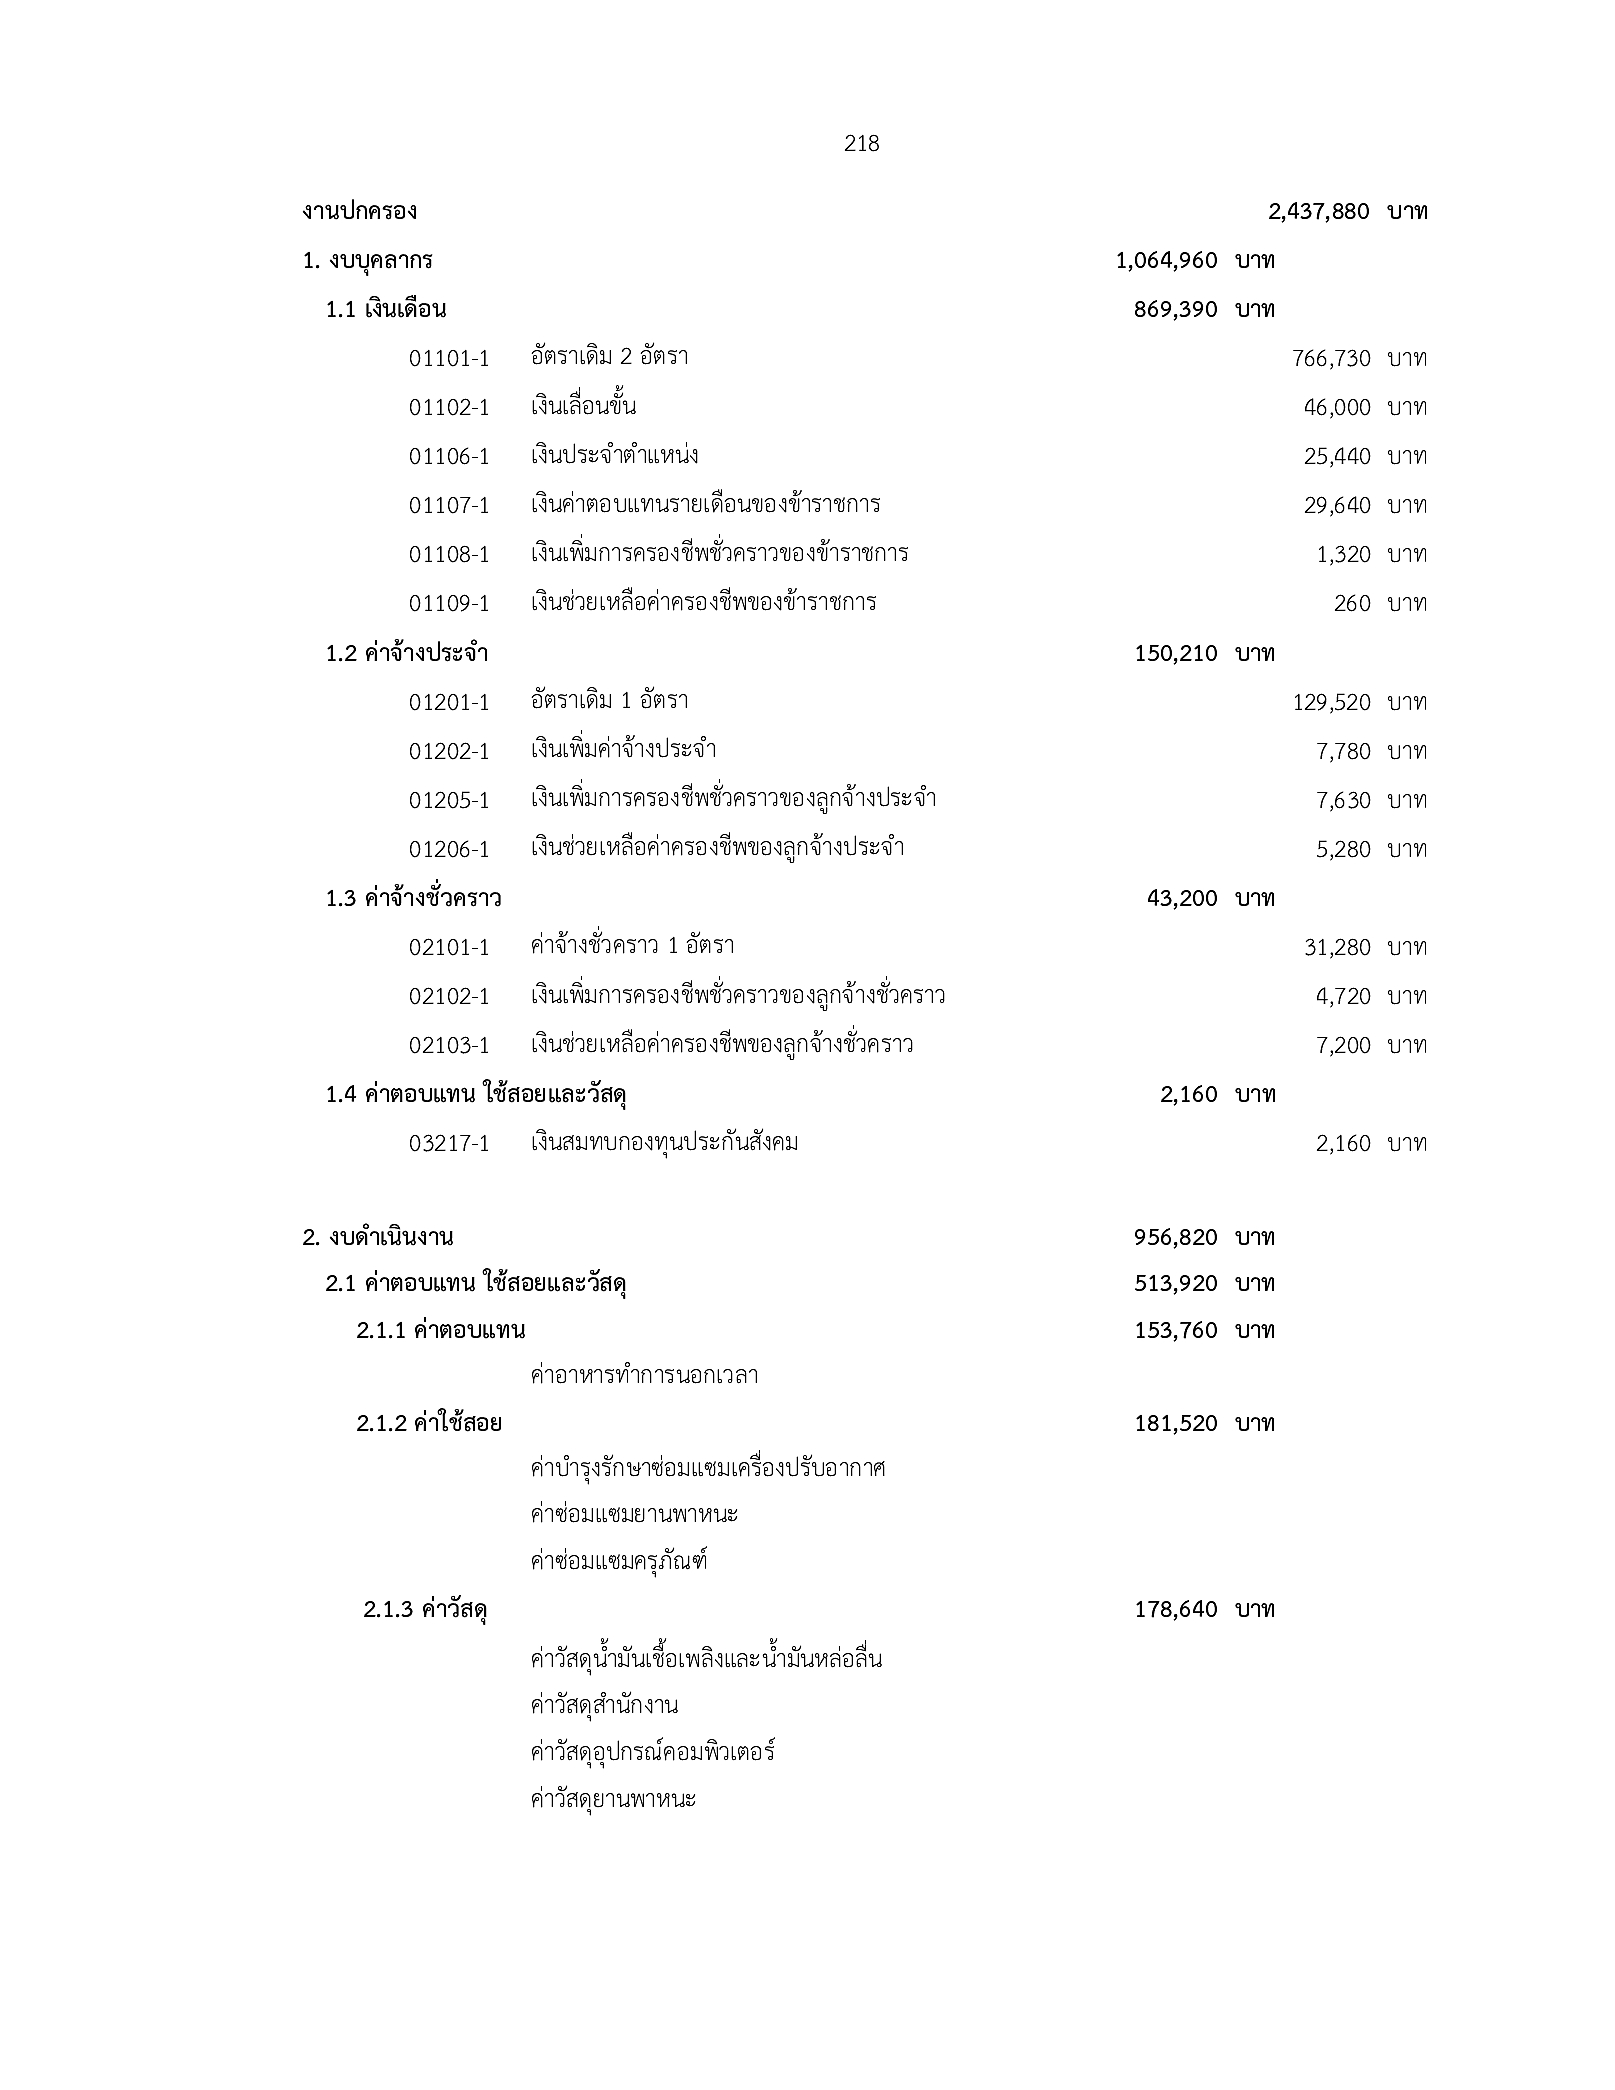 218
งานปกครอง 2,437,880 บาท
1. งบบุคลากร 1,064,960 บาท
1.1 เงินเดือน 869,390 บาท
01101-1 อัตราเดิม 2 อัตรา 766,730 บาท
01102-1 เงินเลื่อนขั้น 46,000 บาท
01106-1 เงินประจำตำแหน่ง 25,440 บาท
01107-1 เงินค่าตอบแทนรายเดือนของข้าราชการ 29,640 บาท
01108-1 เงินเพิ่มการครองชีพชั่วคราวของข้าราชการ 1,320 บาท
01109-1 เงินช่วยเหลือค่าครองชีพของข้าราชการ 260 บาท
1.2 ค่าจ้างประจำ 150,210 บาท
01201-1 อัตราเดิม 1 อัตรา 129,520 บาท
01202-1 เงินเพิ่มค่าจ้างประจำ 7,780 บาท
01205-1 เงินเพิ่มการครองชีพชั่วคราวของลูกจ้างประจำ 7,630 บาท
01206-1 เงินช่วยเหลือค่าครองชีพของลูกจ้างประจำ 5,280 บาท
1.3 ค่าจ้างชั่วคราว 43,200 บาท
02101-1 ค่าจ้างชั่วคราว 1 อัตรา 31,280 บาท
02102-1 เงินเพิ่มการครองชีพชั่วคราวของลูกจ้างชั่วคราว 4,720 บาท
02103-1 เงินช่วยเหลือค่าครองชีพของลูกจ้างชั่วคราว 7,200 บาท
1.4 ค่าตอบแทน ใช้สอยและวัสดุ 2,160 บาท
03217-1 เงินสมทบกองทุนประกันสังคม 2,160 บาท
2. งบดำเนินงาน 956,820 บาท
2.1 ค่าตอบแทน ใช้สอยและวัสดุ 513,920 บาท
2.1.1 ค่าตอบแทน 153,760 บาท
ค่าอาหารทำการนอกเวลา
2.1.2 ค่าใช้สอย 181,520 บาท
ค่าบำรุงรักษาซ่อมแซมเครื่องปรับอากาศ
ค่าซ่อมแซมยานพาหนะ
ค่าซ่อมแซมครุภัณฑ์
2.1.3 ค่าวัสดุ 178,640 บาท
ค่าวัสดุน้ำมันเชื้อเพลิงและน้ำมันหล่อลื่น
ค่าวัสดุสำนักงาน
ค่าวัสดุอุปกรณ์คอมพิวเตอร์
ค่าวัสดุยานพาหนะ